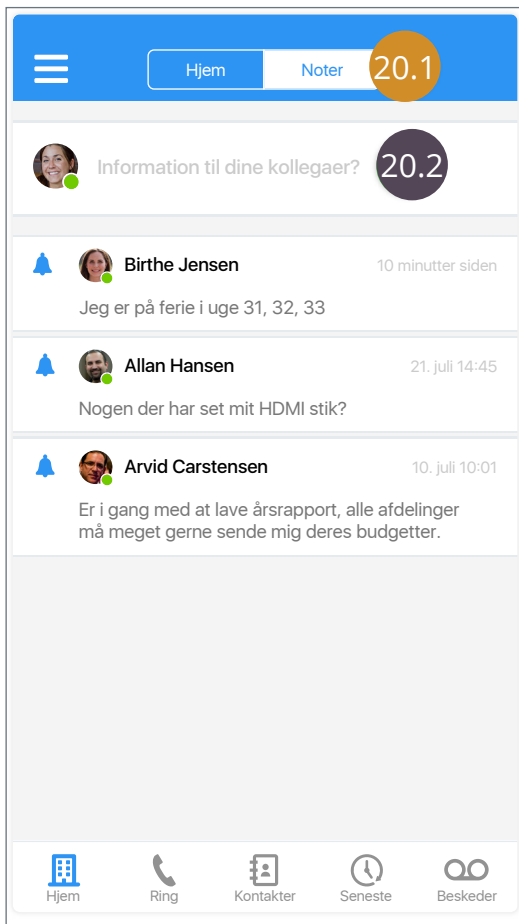 Hjem Noter 20.1
Information til dine kollegaer? 20.2
Birthe Jensen 10 minutter siden
Jeg er på ferie i uge 31, 32, 33
Allan Hansen 21. juli 14:45
Nogen der har set mit HDMI stik?
Arvid Carstensen 10. juli 10:01
Er i gang med at lave årsrapport, alle afdelinger
må meget gerne sende mig deres budgetter.
Hjem Ring Kontakter Seneste Beskeder